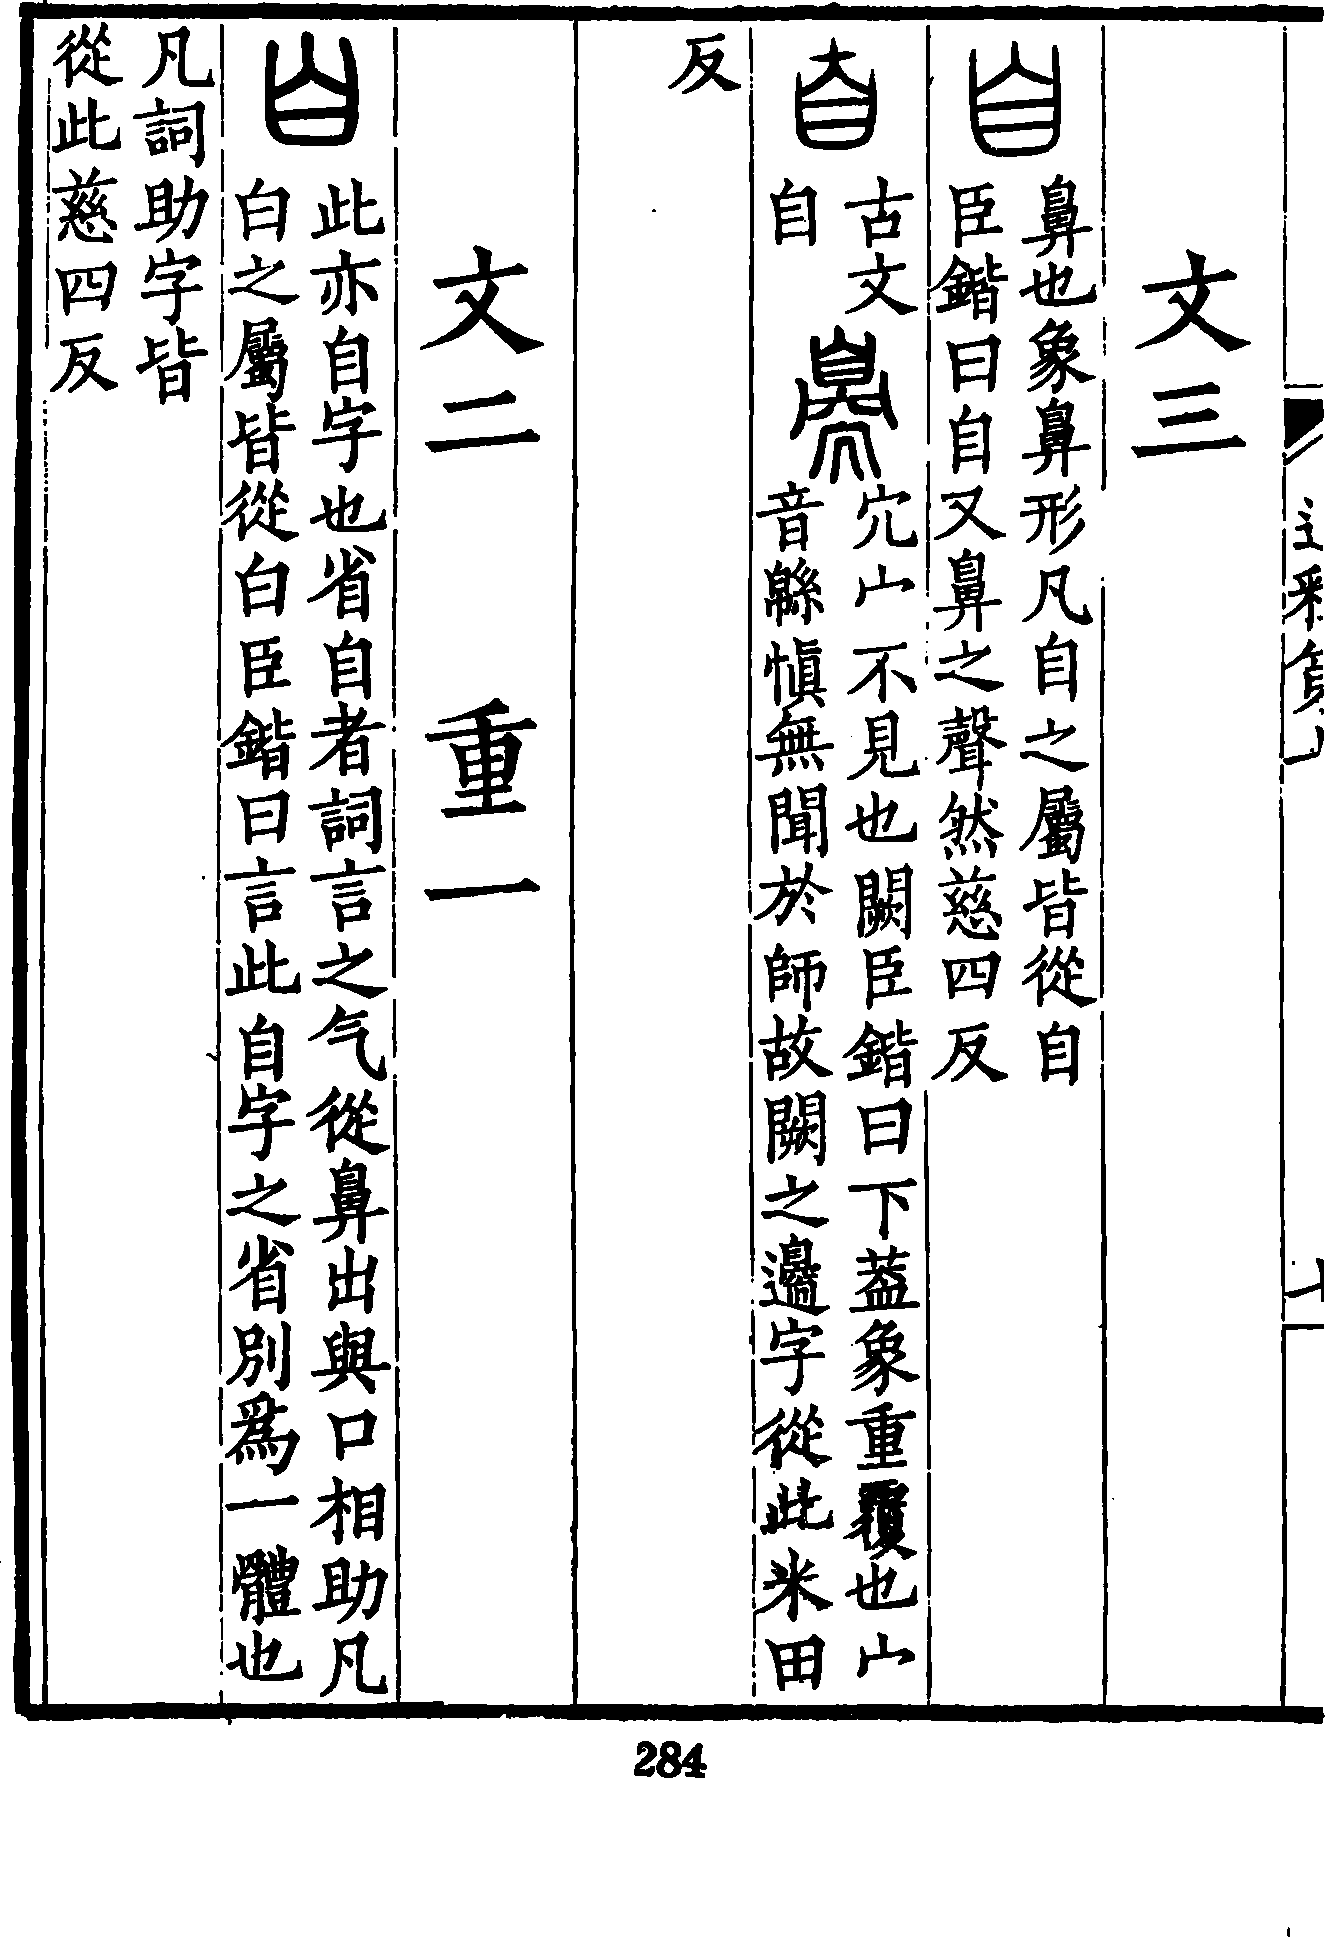 文三
自
鼻也象鼻形凡自之屬皆從自
臣鍇曰自又鼻之聲然慈四反
古文
自
臱
宂宀不見也闕臣鍇曰下葢象重覆也宀
音緜愼無聞於師故闕之邊字從此米田
反
文二　重一
白
此亦自字也省自者詞言之气從鼻出與口相助凡
白之屬皆從白臣鍇曰言此自字之省別爲一體也
凡詞助字皆
從此慈四反
284